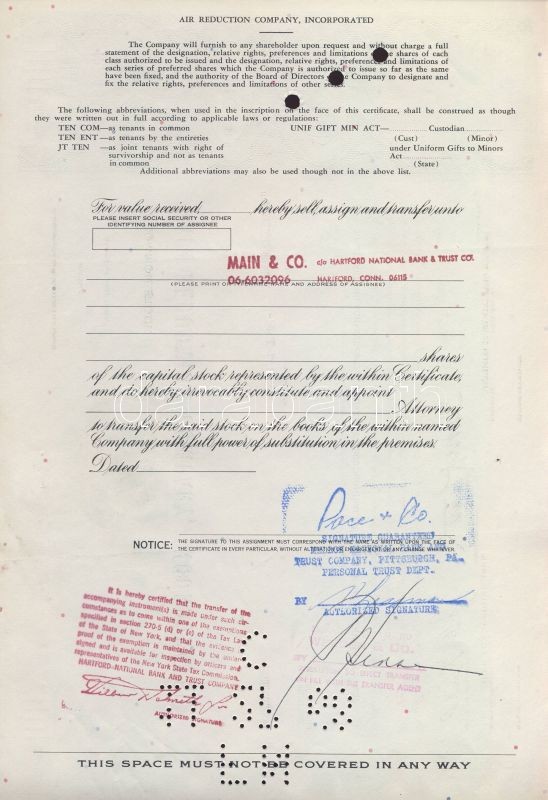 AIR REDUCTION COMPANY, INCORPORATED
The Company will furnish to any shareholder upon request and without charge a full
statement of the designation, relative rights, preferences and limitations of the shares of each
class authorized to be issued and the designation, relative rights, preferences and limitations of
each series of preferred shares which the Company is authorized to issue so far as the same
have been fixed, and the authority of the Board of Directors of the Company to designate and
fix the relative rights, preferences and limitations of other series.
The following abbreviations, when used in the inscription on the face of this certificate, shall be construed as though
they were written out in full according to applicable laws or regulations:
TEN COM—as tenants in common
UNIF GIFT MIN ACT— Custodian
TEN ENT—as tenants by the entireties
(Cust) (Minor)
JT TEN —as joint tenants with right of
survivorship and not as tenants
in common
under Uniform Gifts to Minors
Act
(State)
Additional abbreviations may also be used though not in the above list.
For value received, hereby sell, assign and transfer unto
PLEASE INSERT SOCIAL SECURITY OR OTHER
IDENTIFYING NUMBER OF ASSIGNEE
MAIN & CO. c/o HARTFORD NATIONAL BANK & TRUST CO.
06-6032096 HARTFORD, CONN. 06115
(PLEASE PRINT OR TYPEWRITE NAME AND ADDRESS OF ASSIGNEE)
shares
of the capital stock represented by the within Certificate,
and do hereby irrevocably constitute and appoint
Attorney
to transfer the said stock on the books of the within named
Company with full power of substitution in the premises.
Dated
Pace & Co.
SIGNATURE GUARANTEED
TRUST COMPANY, PITTSBURGH, PA.
PERSONAL TRUST DEPT.
NOTICE: THE SIGNATURE TO THIS ASSIGNMENT MUST CORRESPOND WITH THE NAME AS WRITTEN UPON THE FACE OF
THE CERTIFICATE IN EVERY PARTICULAR, WITHOUT ALTERATION OR ENLARGEMENT OR ANY CHANGE WHATEVER.
BY
AUTHORIZED SIGNATURE
It is hereby certified that the transfer of the
accompanying instrument(s) is made under such cir-
cumstances as to come within one of the exemptions
specified in section 270-5 (d) or (e) of the Tax Law
of the State of New York, and that the evidence
proof of the exemption is maintained by the under-
signed and is available for inspection by officers and
representatives of the New York State Tax Commission.
HARTFORD NATIONAL BANK AND TRUST COMPANY
AUTHORIZED SIGNATURE
THIS SPACE MUST NOT BE COVERED IN ANY WAY